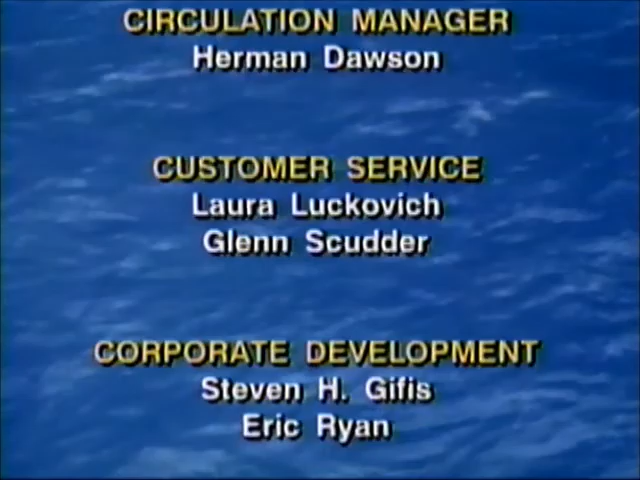 CIRCULATION MANAGER
Herman Dawson
CUSTOMER SERVICE
Laura Luckovich
Glenn Scudder
CORPORATE DEVELOPMENT
Steven H. Gifis
Eric Ryan